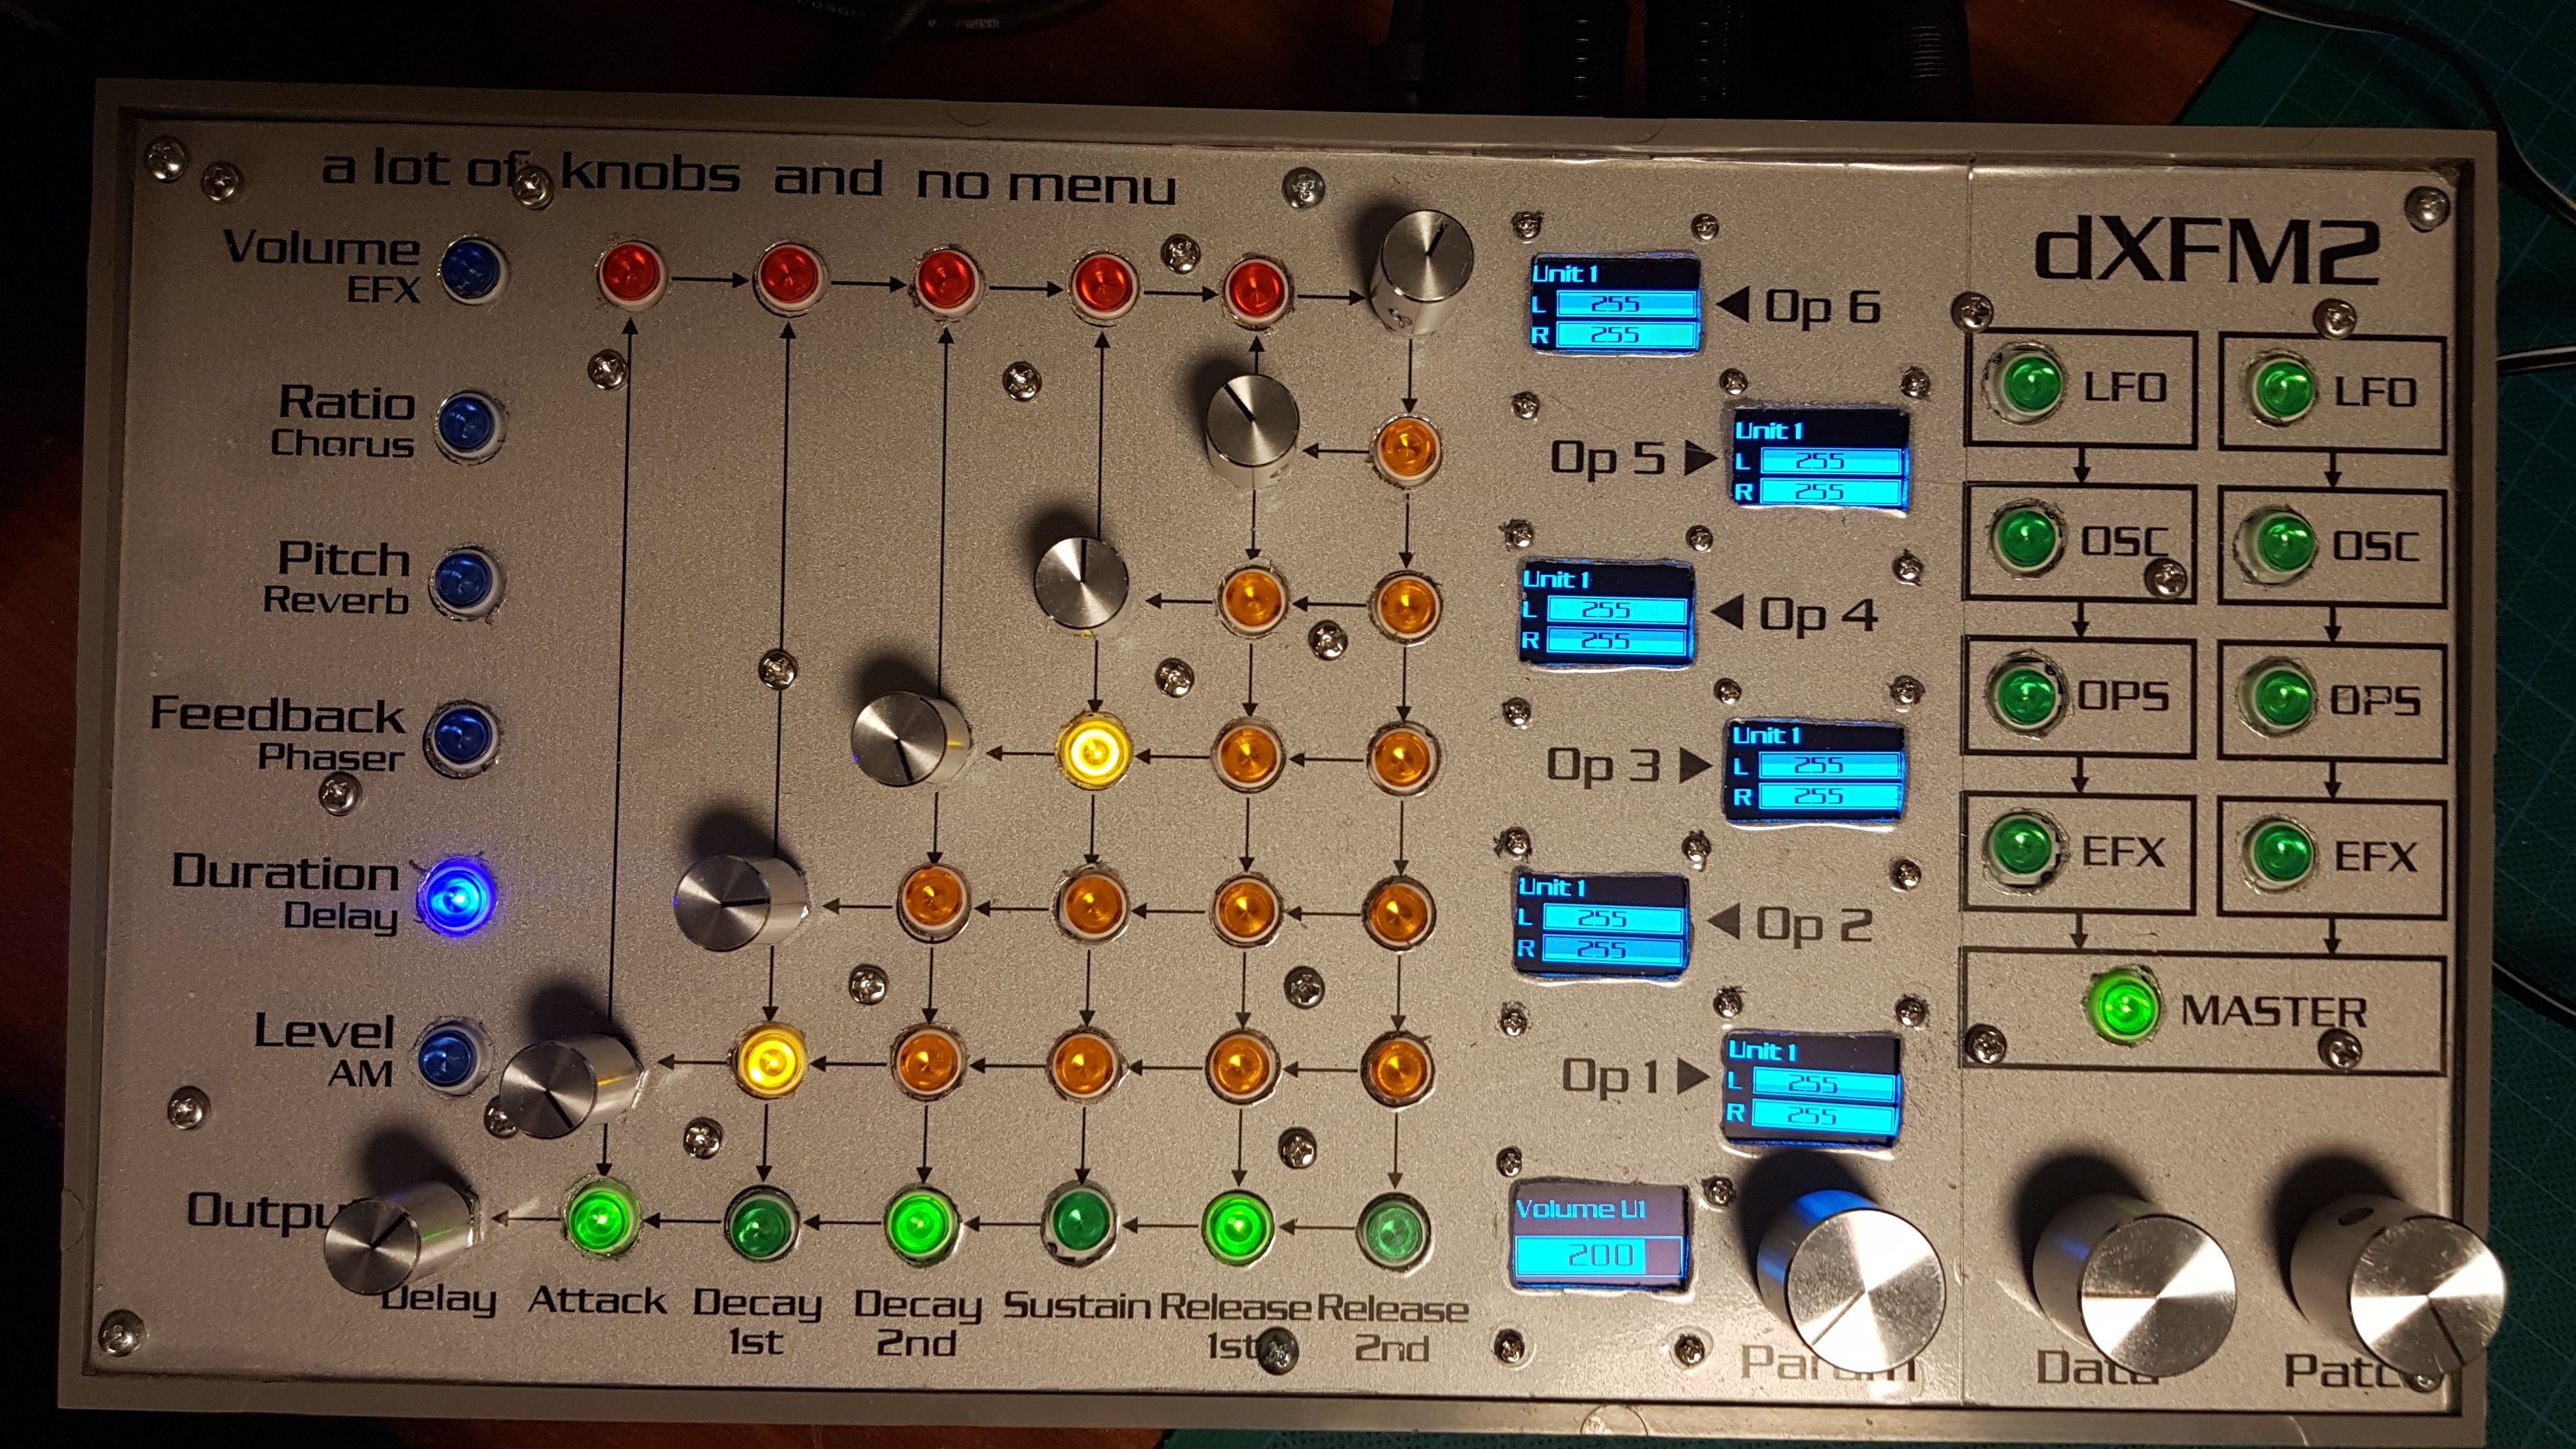 a lot of knobs and no menu
dXFM2
Volume
EFX
Ratio
Chorus
Pitch
Reverb
Feedback
Phaser
Duration
Delay
Level
AM
Outpu
Delay
Attack
Decay
1st
Decay
2nd
Sustain
Release
1st
Release
2nd
Unit 1
L 255
R 255
Op 6
Op 5
Unit 1
L 255
R 255
Unit 1
L 255
R 255
Op 4
Op 3
Unit 1
L 255
R 255
Unit 1
L 255
R 255
Op 2
Op 1
Unit 1
L 255
R 255
Volume U1
200
Param
LFO
LFO
OSC
OSC
OPS
OPS
EFX
EFX
MASTER
Data
Patc